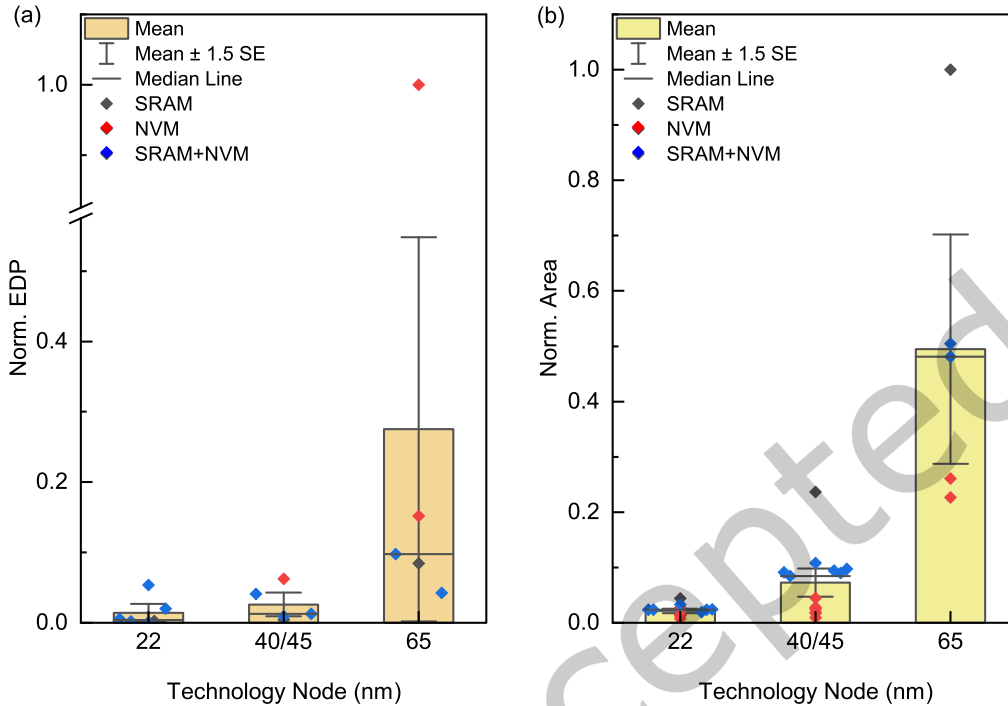 (a)
Mean
Mean ± 1.5 SE
Median Line
SRAM
NVM
SRAM+NVM
1.0
0.4
0.2
0.0
Norm. EDP
22
40/45
65
Technology Node (nm)
(b)
Mean
Mean ± 1.5 SE
Median Line
SRAM
NVM
SRAM+NVM
1.0
0.8
0.6
0.4
0.2
0.0
Norm. Area
22
40/45
65
Technology Node (nm)
cepted